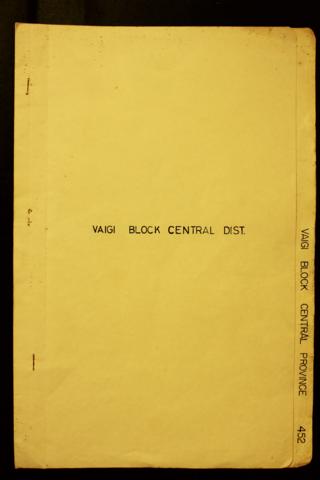 VAIGI BLOCK CENTRAL DIST.
VAIGI BLOCK CENTRAL PROVINCE 452